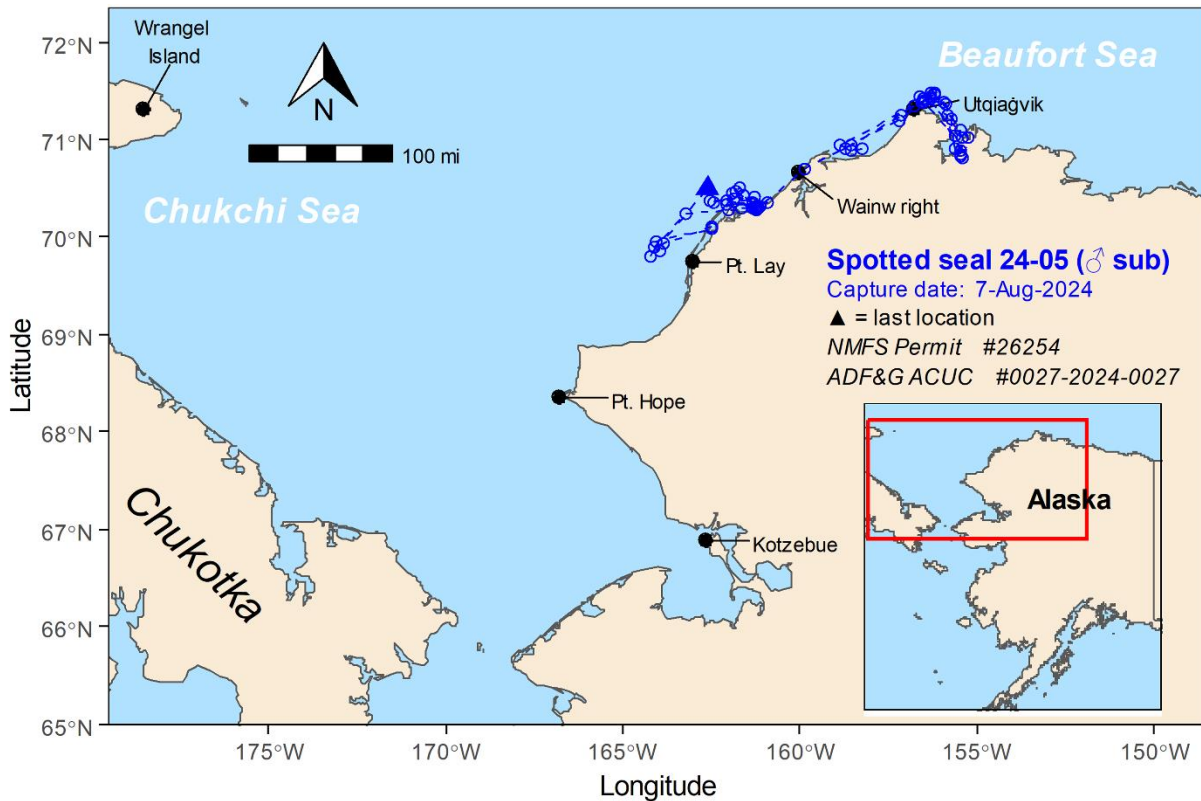 Wrangel
Island
N
100 mi
Beaufort Sea
Utqiaġvik
Chukchi Sea
Wainw right
Pt. Lay
Spotted seal 24-05 (♂ sub)
Capture date: 7-Aug-2024
▲ = last location
NMFS Permit #26254
ADF&G ACUC #0027-2024-0027
Pt. Hope
Alaska
Chukotka
Kotzebue
72°N
71°N
70°N
69°N
68°N
67°N
66°N
65°N
Latitude
175°W
170°W
165°W
160°W
155°W
150°W
Longitude